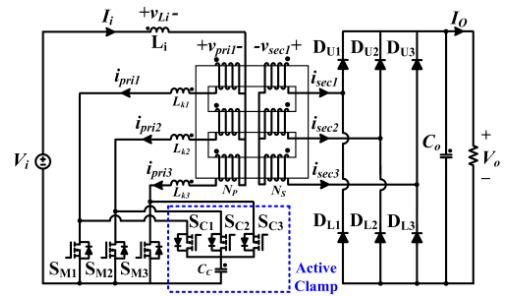 I_i +v_Li- L_i
+v_pri1- -v_sec1+ D_U1 D_U2 D_U3 I_O
i_pri1 L_k1 i_sec1
i_pri2 L_k2 i_sec2
V_i C_o + V_o –
i_pri3 L_k3 N_P N_S i_sec3
S_M1 S_M2 S_M3 S_C1 S_C2 S_C3 C_C D_L1 D_L2 D_L3
Active
Clamp